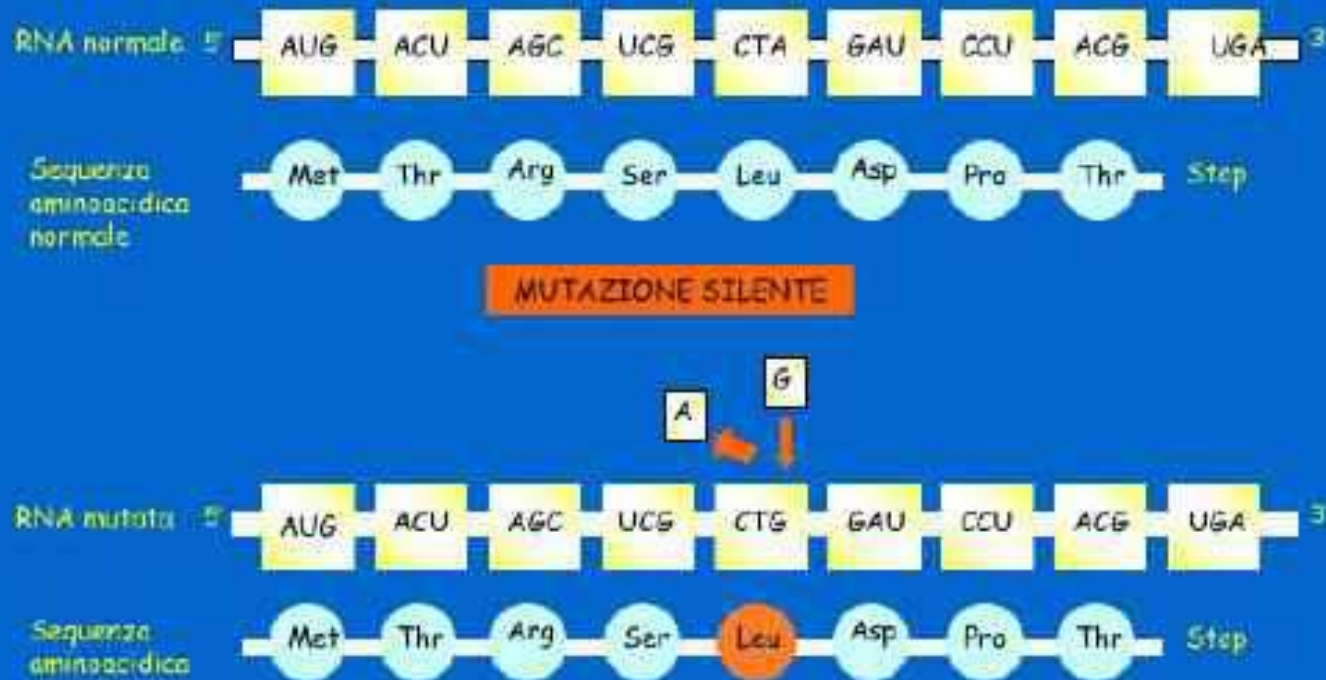 RNA normale 5' AUG ACU AGC UCG CTA GAU CCU ACG UGA 3'
Sequenza
aminoacidica
normale
Met Thr Arg Ser Leu Asp Pro Thr Stop
MUTAZIONE SILENTE
G
A
RNA mutato 5' AUG ACU AGC UCG CTG GAU CCU ACG UGA 3'
Sequenza
aminoacidica
Met Thr Arg Ser Leu Asp Pro Thr Stop